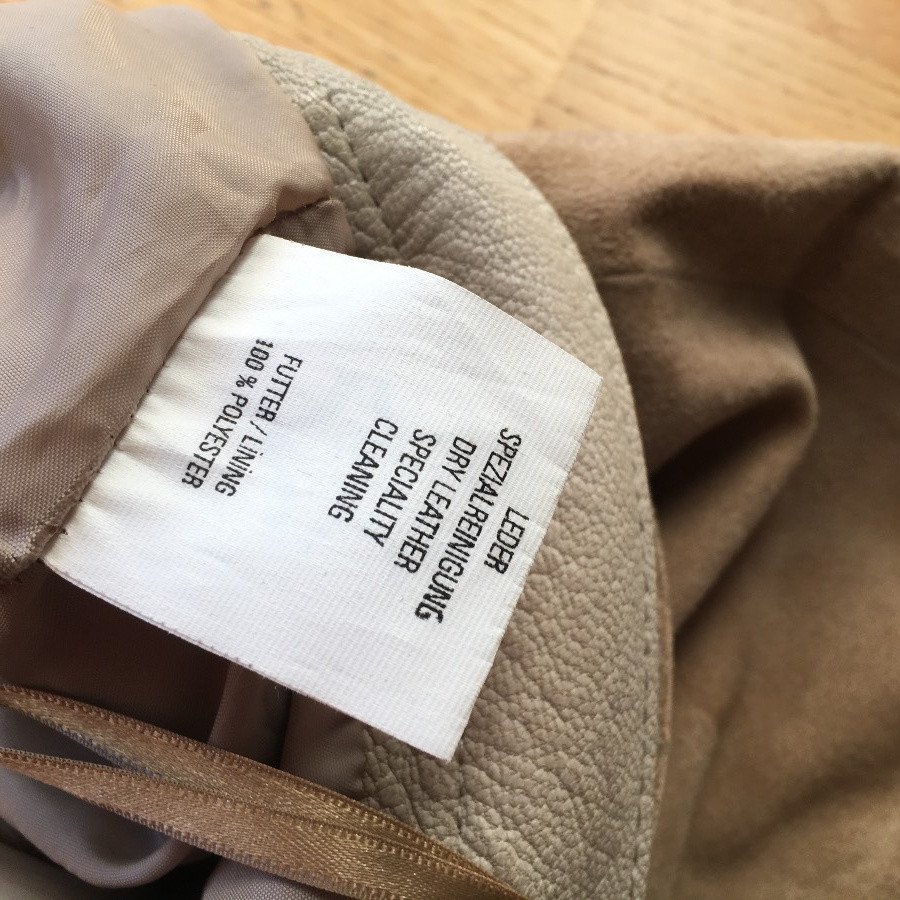 LEDER
SPEZIALREINIGUNG
DRY LEATHER
SPECIALITY
CLEANING
FUTTER / LiNiNG
100 % POLYESTER